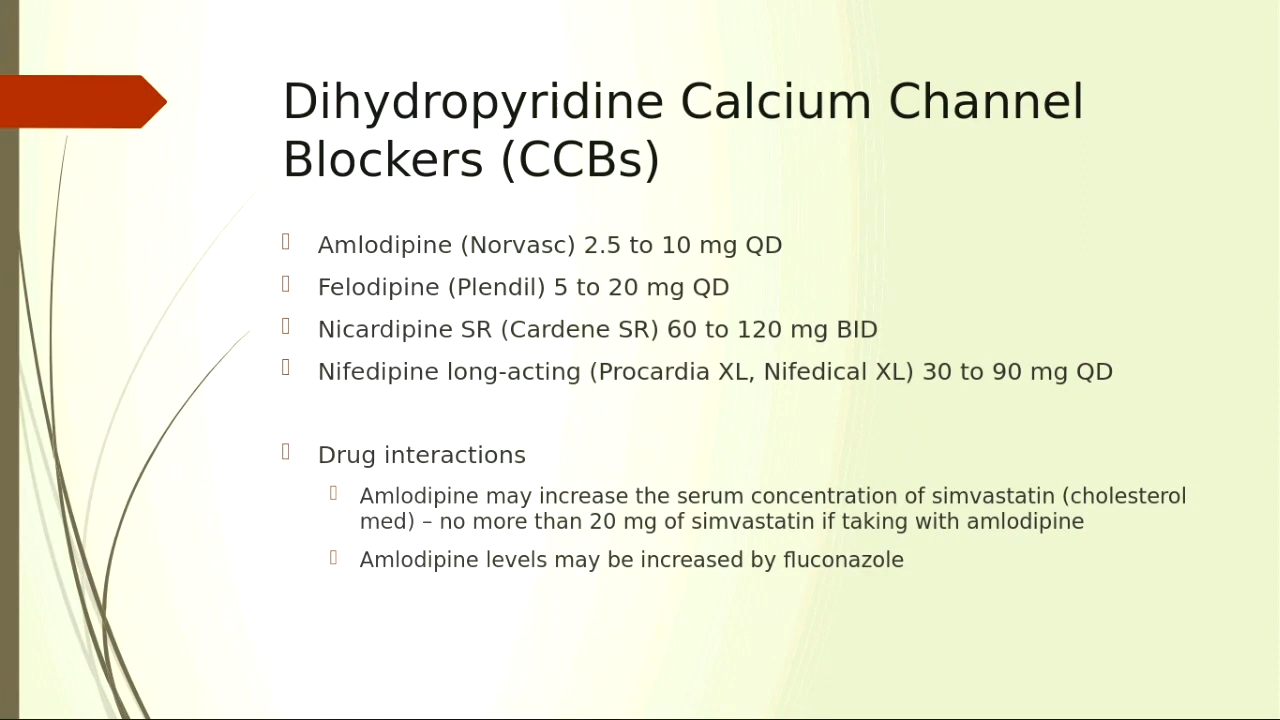 Dihydropyridine Calcium Channel
Blockers (CCBs)
Amlodipine (Norvasc) 2.5 to 10 mg QD
Felodipine (Plendil) 5 to 20 mg QD
Nicardipine SR (Cardene SR) 60 to 120 mg BID
Nifedipine long-acting (Procardia XL, Nifedical XL) 30 to 90 mg QD
Drug interactions
Amlodipine may increase the serum concentration of simvastatin (cholesterol
med) – no more than 20 mg of simvastatin if taking with amlodipine
Amlodipine levels may be increased by fluconazole